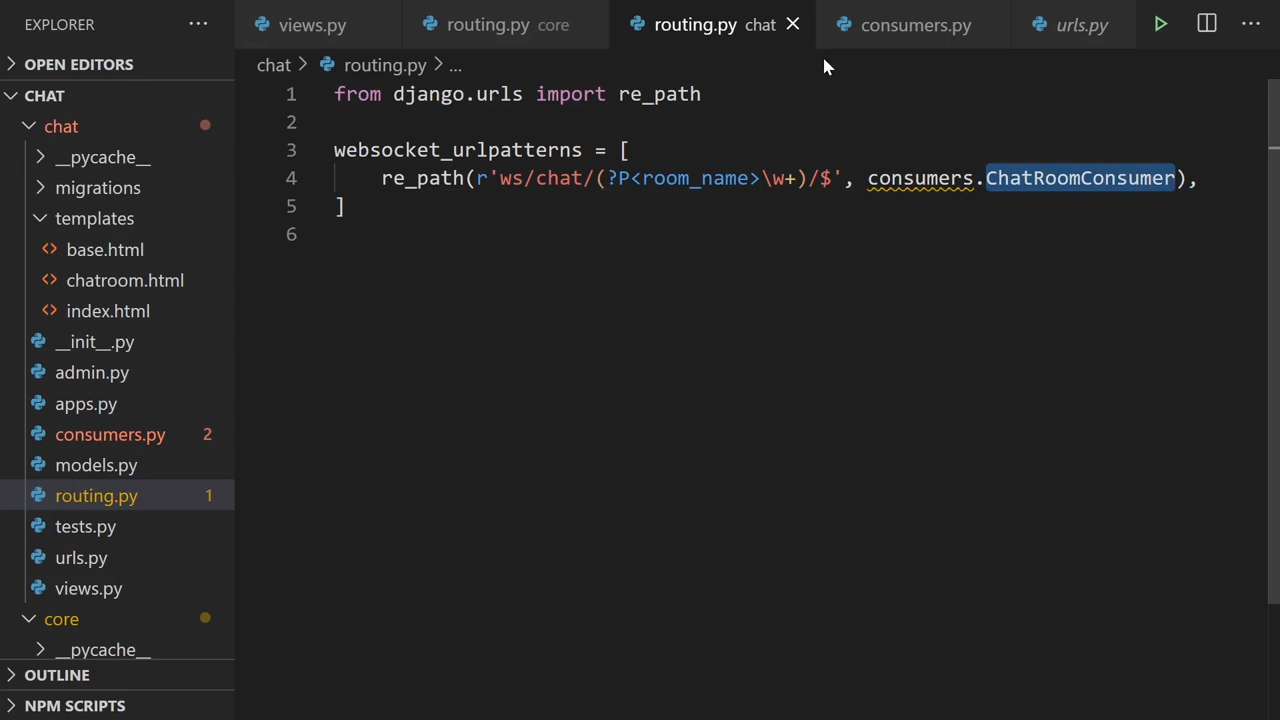 EXPLORER ···
views.py
routing.py core
routing.py chat
consumers.py
urls.py
···
OPEN EDITORS
chat > routing.py > ...
CHAT
1 from django.urls import re_path
chat
2
__pycache__
3 websocket_urlpatterns = [
migrations
4 re_path(r'ws/chat/(?P<room_name>\w+)/$', consumers.ChatRoomConsumer),
templates
5 ]
base.html
6
chatroom.html
index.html
__init__.py
admin.py
apps.py
consumers.py 2
models.py
routing.py 1
tests.py
urls.py
views.py
core
__pycache__
OUTLINE
NPM SCRIPTS